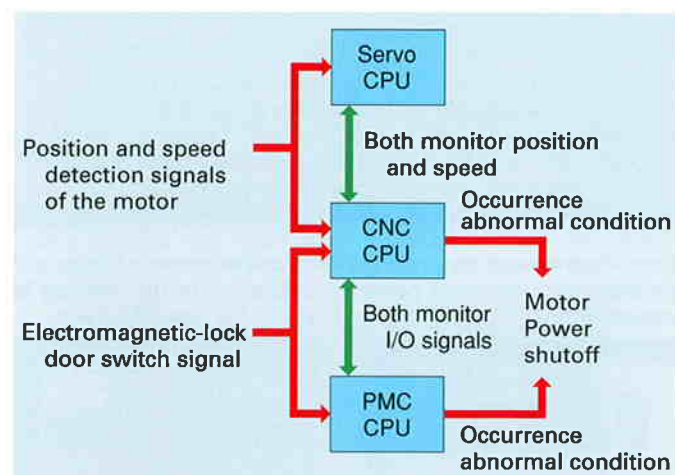 Servo
CPU
Position and speed
detection signals
of the motor
Both monitor position
and speed
Occurrence
abnormal condition
CNC
CPU
Electromagnetic-lock
door switch signal
Both monitor
I/O signals
Motor
Power
shutoff
PMC
CPU
Occurrence
abnormal condition